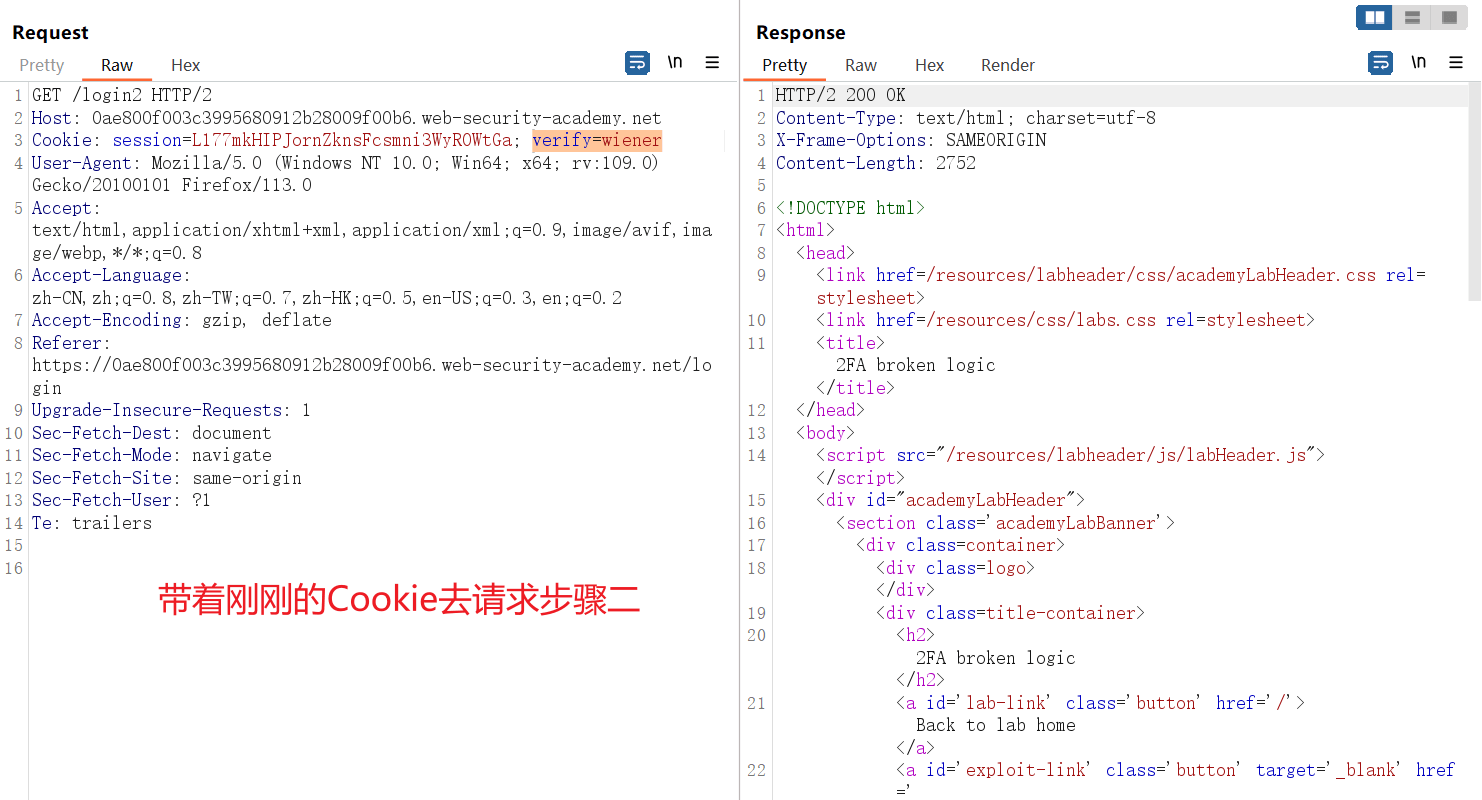 Request
Pretty Raw Hex \n
1 GET /login2 HTTP/2
2 Host: 0ae800f003c3995680912b28009f00b6.web-security-academy.net
3 Cookie: session=L177mkHIPJornZknsFcsmni3WyROWtGa; verify=wiener
4 User-Agent: Mozilla/5.0 (Windows NT 10.0; Win64; x64; rv:109.0)
Gecko/20100101 Firefox/113.0
5 Accept:
text/html,application/xhtml+xml,application/xml;q=0.9,image/avif,ima
ge/webp,*/*;q=0.8
6 Accept-Language:
zh-CN,zh;q=0.8,zh-TW;q=0.7,zh-HK;q=0.5,en-US;q=0.3,en;q=0.2
7 Accept-Encoding: gzip, deflate
8 Referer:
https://0ae800f003c3995680912b28009f00b6.web-security-academy.net/lo
gin
9 Upgrade-Insecure-Requests: 1
10 Sec-Fetch-Dest: document
11 Sec-Fetch-Mode: navigate
12 Sec-Fetch-Site: same-origin
13 Sec-Fetch-User: ?1
14 Te: trailers
15
16
带着刚刚的Cookie去请求步骤二
Response
Pretty Raw Hex Render \n
1 HTTP/2 200 OK
2 Content-Type: text/html; charset=utf-8
3 X-Frame-Options: SAMEORIGIN
4 Content-Length: 2752
5
6 <!DOCTYPE html>
7 <html>
8 <head>
9 <link href=/resources/labheader/css/academyLabHeader.css rel=
stylesheet>
10 <link href=/resources/css/labs.css rel=stylesheet>
11 <title>
2FA broken logic
</title>
12 </head>
13 <body>
14 <script src="/resources/labheader/js/labHeader.js">
</script>
15 <div id="academyLabHeader">
16 <section class='academyLabBanner'>
17 <div class=container>
18 <div class=logo>
</div>
19 <div class=title-container>
20 <h2>
2FA broken logic
</h2>
21 <a id='lab-link' class='button' href='/'>
Back to lab home
</a>
22 <a id='exploit-link' class='button' target='_blank' href
='